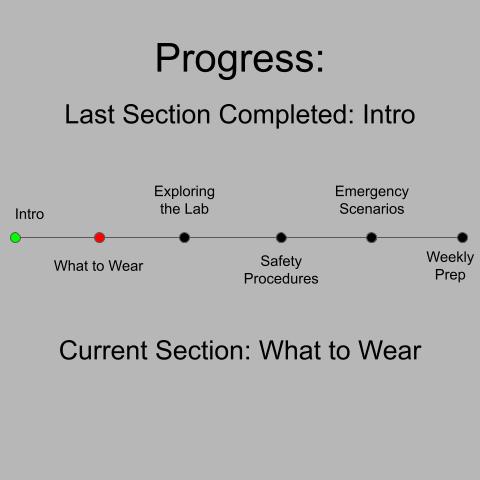 Progress:
Last Section Completed: Intro
Exploring
the Lab
Emergency
Scenarios
Intro
What to Wear
Safety
Procedures
Weekly
Prep
Current Section: What to Wear